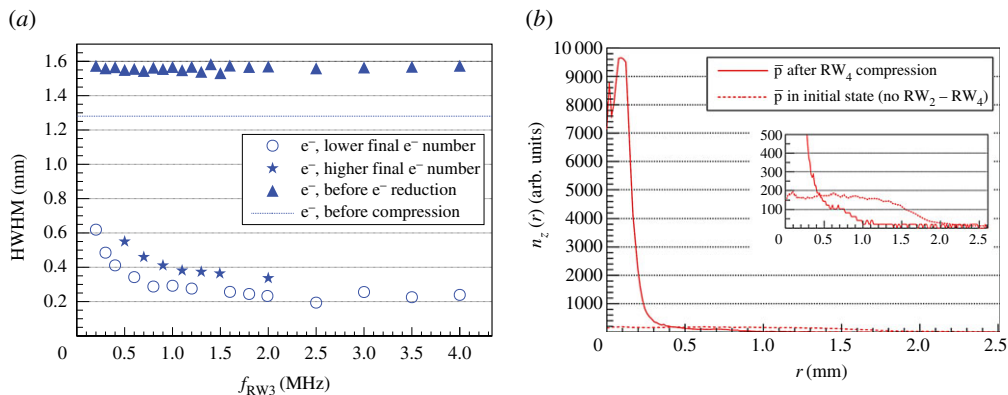 (a)
1.6
1.4
1.2
1.0
0.8
0.6
0.4
0.2
0
HWHM (mm)
e⁻, lower final e⁻ number
e⁻, higher final e⁻ number
e⁻, before e⁻ reduction
e⁻, before compression
0.5 1.0 1.5 2.0 2.5 3.0 3.5 4.0
f_RW3 (MHz)
(b)
10 000
9000
8000
7000
6000
5000
4000
3000
2000
1000
0
n_z (r) (arb. units)
p̅ after RW₄ compression
p̅ in initial state (no RW₂ – RW₄)
500
400
300
200
100
0.5 1.0 1.5 2.0 2.5
0 0.5 1.0 1.5 2.0 2.5
r (mm)